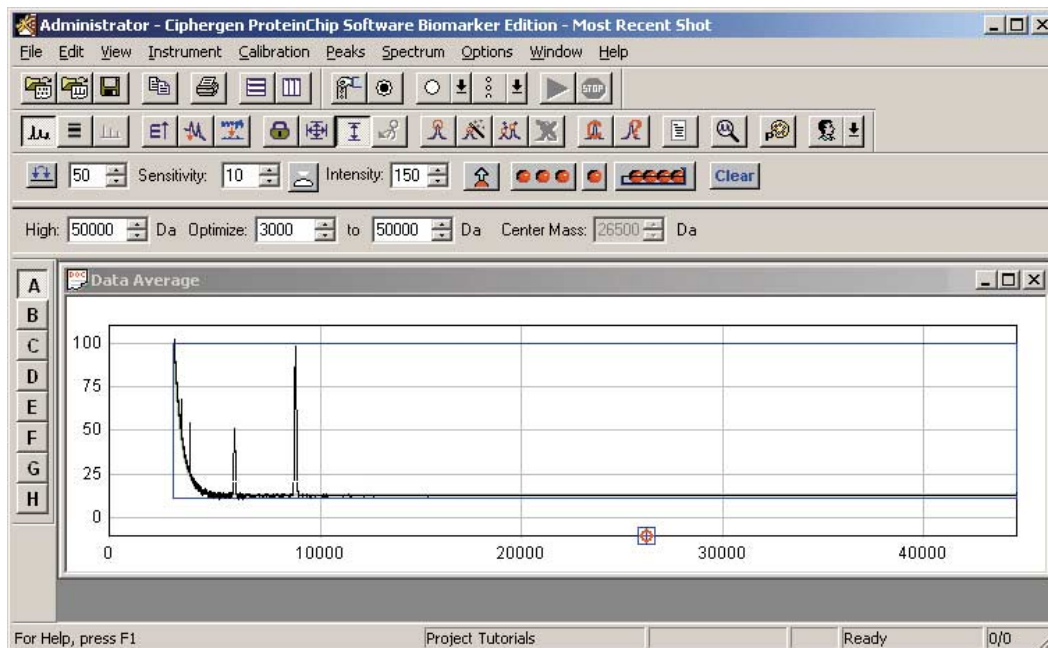 Administrator - Ciphergen ProteinChip Software Biomarker Edition - Most Recent Shot
File Edit View Instrument Calibration Peaks Spectrum Options Window Help
STOP
50 Sensitivity: 10 Intensity: 150 Clear
High: 50000 Da Optimize: 3000 to 50000 Da Center Mass: 26500 Da
A
B
C
D
E
F
G
H
DOC Data Average
100
75
50
25
0
0 10000 20000 30000 40000
For Help, press F1 Project Tutorials Ready 0/0